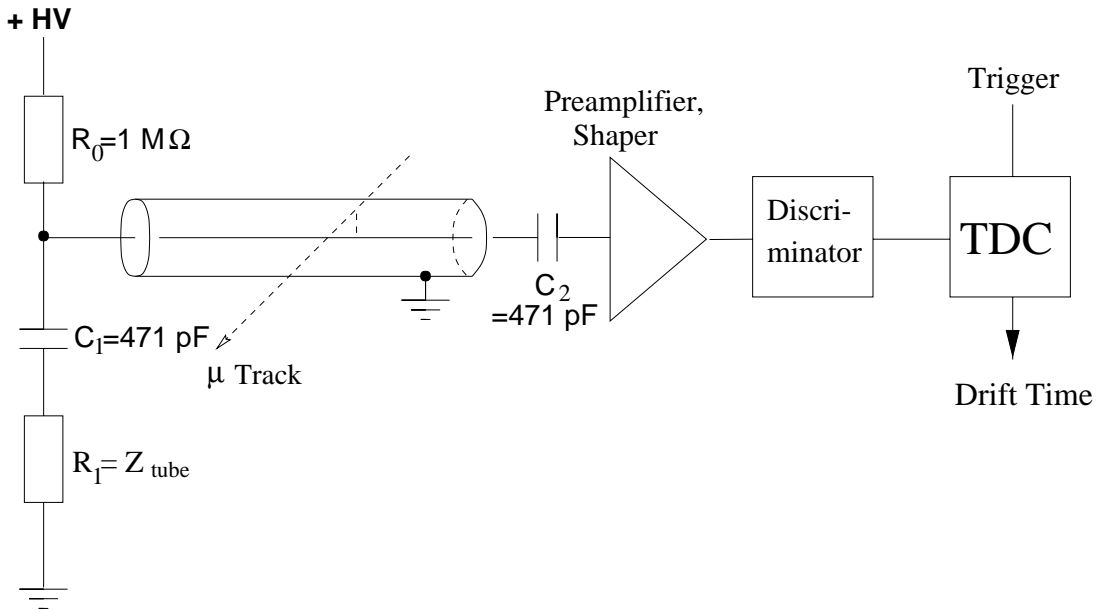 + HV
R0=1 MΩ
C1=471 pF
R1= Z tube
μ Track
C2
=471 pF
Preamplifier,
Shaper
Discri-
minator
Trigger
TDC
Drift Time